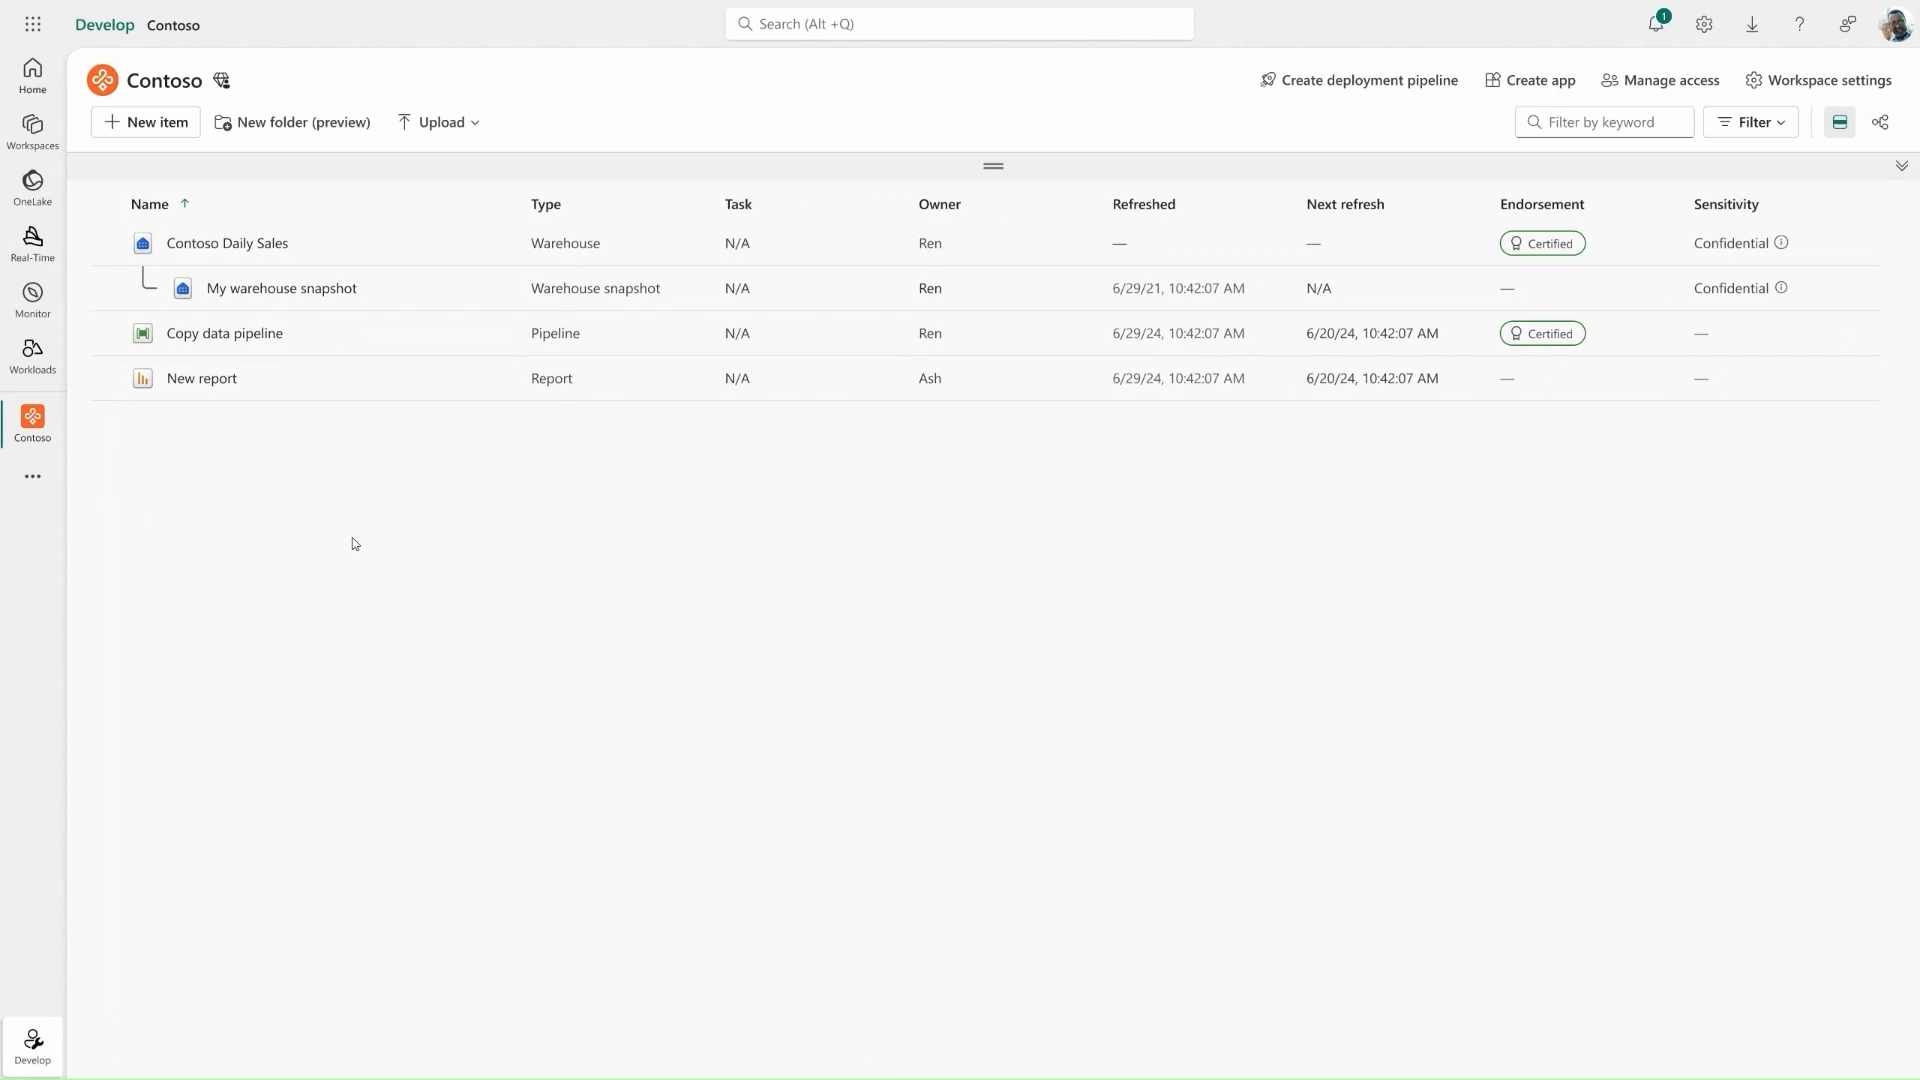 Develop Contoso Search (Alt +Q) 1
Home
Workspaces
OneLake
Real-Time
Monitor
Workloads
Contoso
Develop
Contoso Create deployment pipeline Create app Manage access Workspace settings
New item New folder (preview) Upload Filter by keyword Filter
Name Type Task Owner Refreshed Next refresh Endorsement Sensitivity
Contoso Daily Sales Warehouse N/A Ren — — Certified Confidential
My warehouse snapshot Warehouse snapshot N/A Ren 6/29/21, 10:42:07 AM N/A — Confidential
Copy data pipeline Pipeline N/A Ren 6/29/24, 10:42:07 AM 6/20/24, 10:42:07 AM Certified —
New report Report N/A Ash 6/29/24, 10:42:07 AM 6/20/24, 10:42:07 AM — —